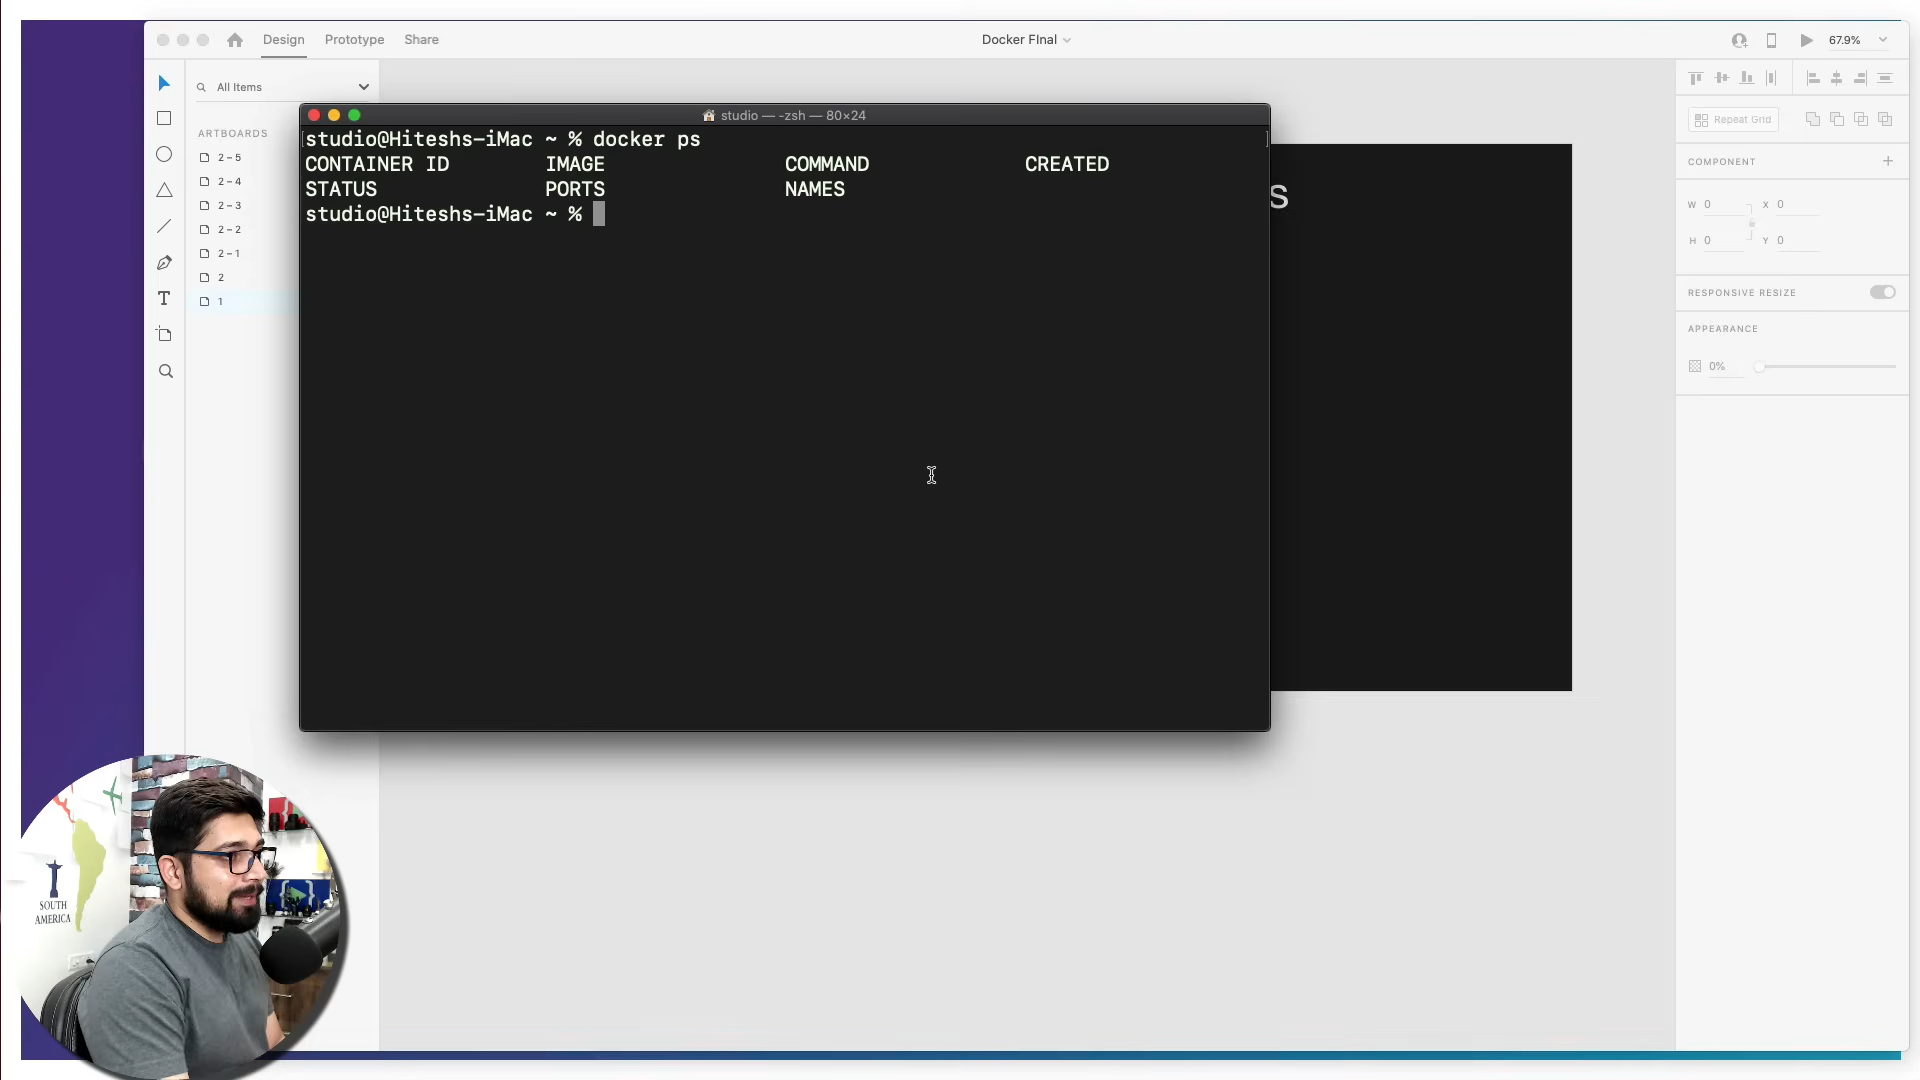 Design Prototype Share
Docker FInal
67.9%
All Items
ARTBOARDS
2 – 5
2 – 4
2 – 3
2 – 2
2 – 1
2
1
studio — -zsh — 80×24
studio@Hiteshs-iMac ~ % docker ps
CONTAINER ID IMAGE COMMAND CREATED
STATUS PORTS NAMES
studio@Hiteshs-iMac ~ %
S
Repeat Grid
COMPONENT
W 0 X 0
H 0 Y 0
RESPONSIVE RESIZE
APPEARANCE
0%
SOUTH
AMERICA